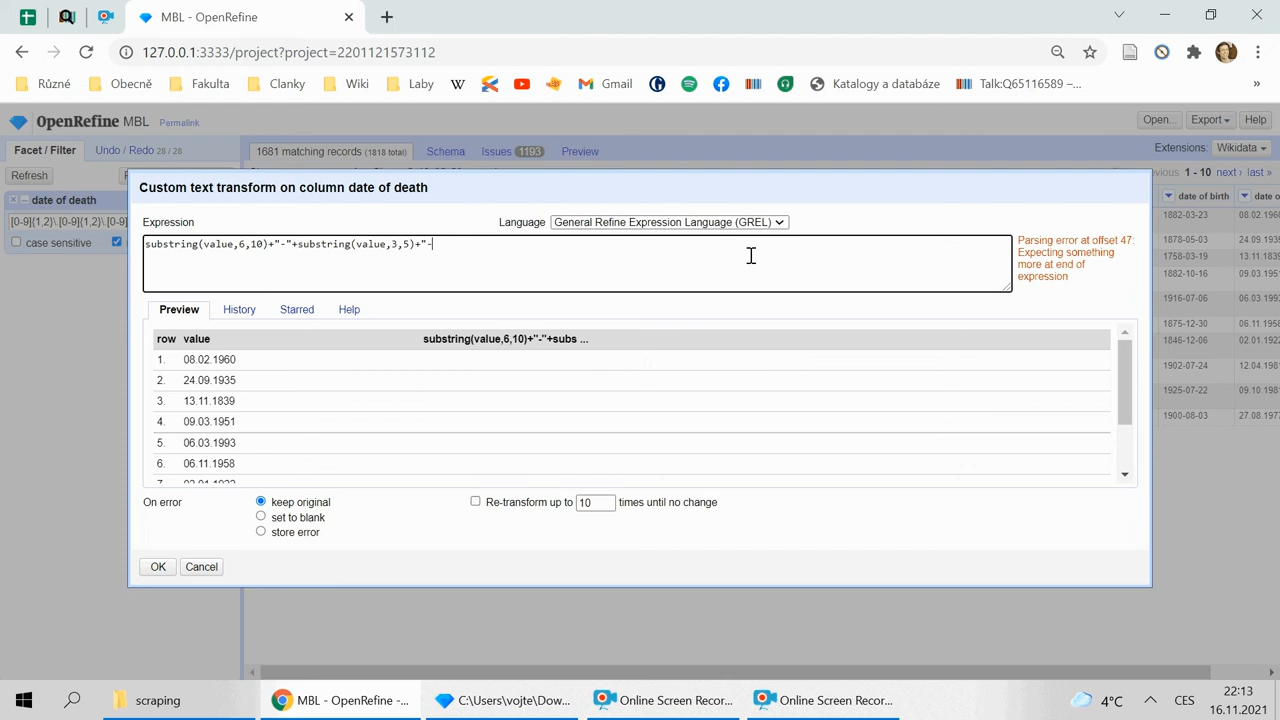 MBL - OpenRefine
127.0.0.1:3333/project?project=2201121573112
Různé
Obecně
Fakulta
Clanky
Wiki
Laby
Gmail
Katalogy a databáze
Talk:Q65116589 –...
»
OpenRefine MBL Permalink
Open...
Export
Help
Facet / Filter
Undo / Redo 28 / 28
1681 matching records (1818 total)
Schema
Issues 1193
Preview
Extensions:
Wikidata
Refresh
1 - 10 next › last »
date of death
[0-9]{1,2}\ [0-9]{1,2}\ [0-9]
case sensitive
date of birth
1882-03-23
1878-05-03
1758-03-19
1882-10-16
1916-07-06
1875-12-30
1846-12-06
1902-07-24
1925-07-22
1900-08-03
Custom text transform on column date of death
Expression
Language
General Refine Expression Language (GREL)
substring(value,6,10)+"-"+substring(value,3,5)+"-
Parsing error at offset 47:
Expecting something
more at end of
expression
Preview
History
Starred
Help
row value substring(value,6,10)+"-"+subs ...
1. 08.02.1960
2. 24.09.1935
3. 13.11.1839
4. 09.03.1951
5. 06.03.1993
6. 06.11.1958
On error
keep original
set to blank
store error
Re-transform up to 10 times until no change
OK
Cancel
scraping
MBL - OpenRefine -...
C:\Users\vojte\Dow...
Online Screen Recor...
Online Screen Recor...
4°C
CES
22:13
16.11.2021